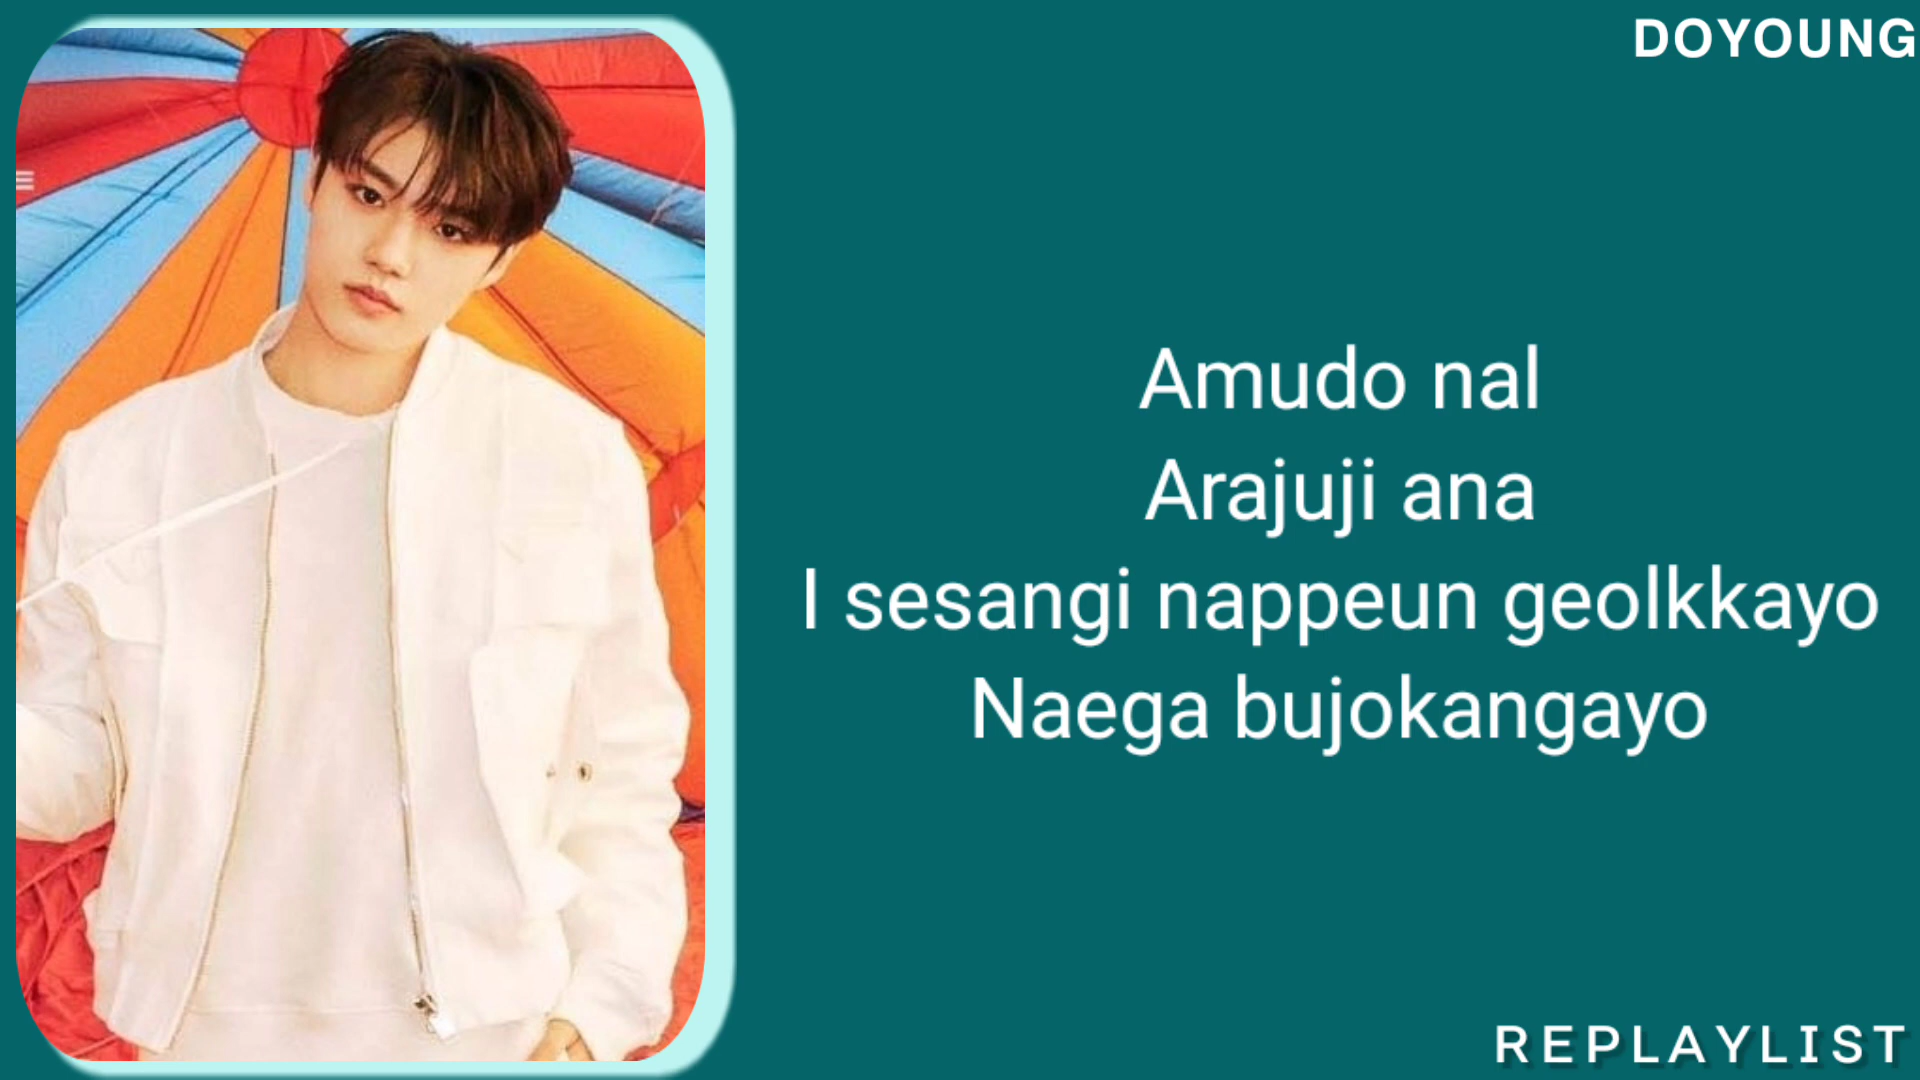 DOYOUNG
Amudo nal
Arajuji ana
I sesangi nappeun geolkkayo
Naega bujokangayo
REPLAYLIST